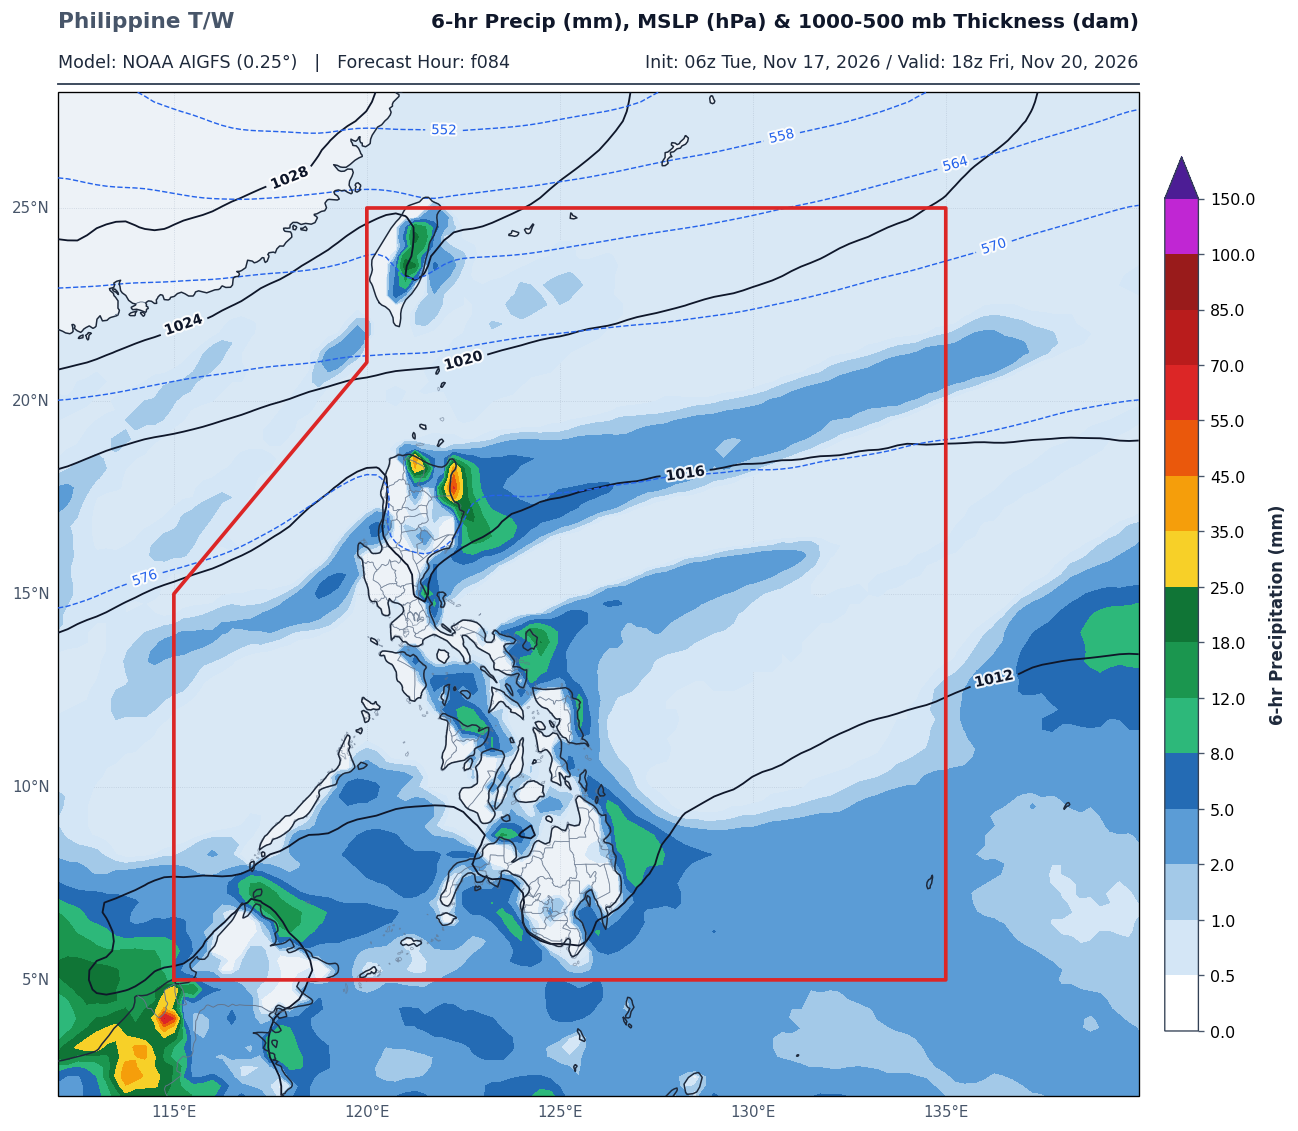 Philippine T/W
6-hr Precip (mm), MSLP (hPa) & 1000-500 mb Thickness (dam)
Model: NOAA AIGFS (0.25°) | Forecast Hour: f084
Init: 06z Tue, Nov 17, 2026 / Valid: 18z Fri, Nov 20, 2026
552
558
564
570
576
1028
1024
1020
1016
1012
25°N
20°N
15°N
10°N
5°N
115°E
120°E
125°E
130°E
135°E
150.0
100.0
85.0
70.0
55.0
45.0
35.0
25.0
18.0
12.0
8.0
5.0
2.0
1.0
0.5
0.0
6-hr Precipitation (mm)